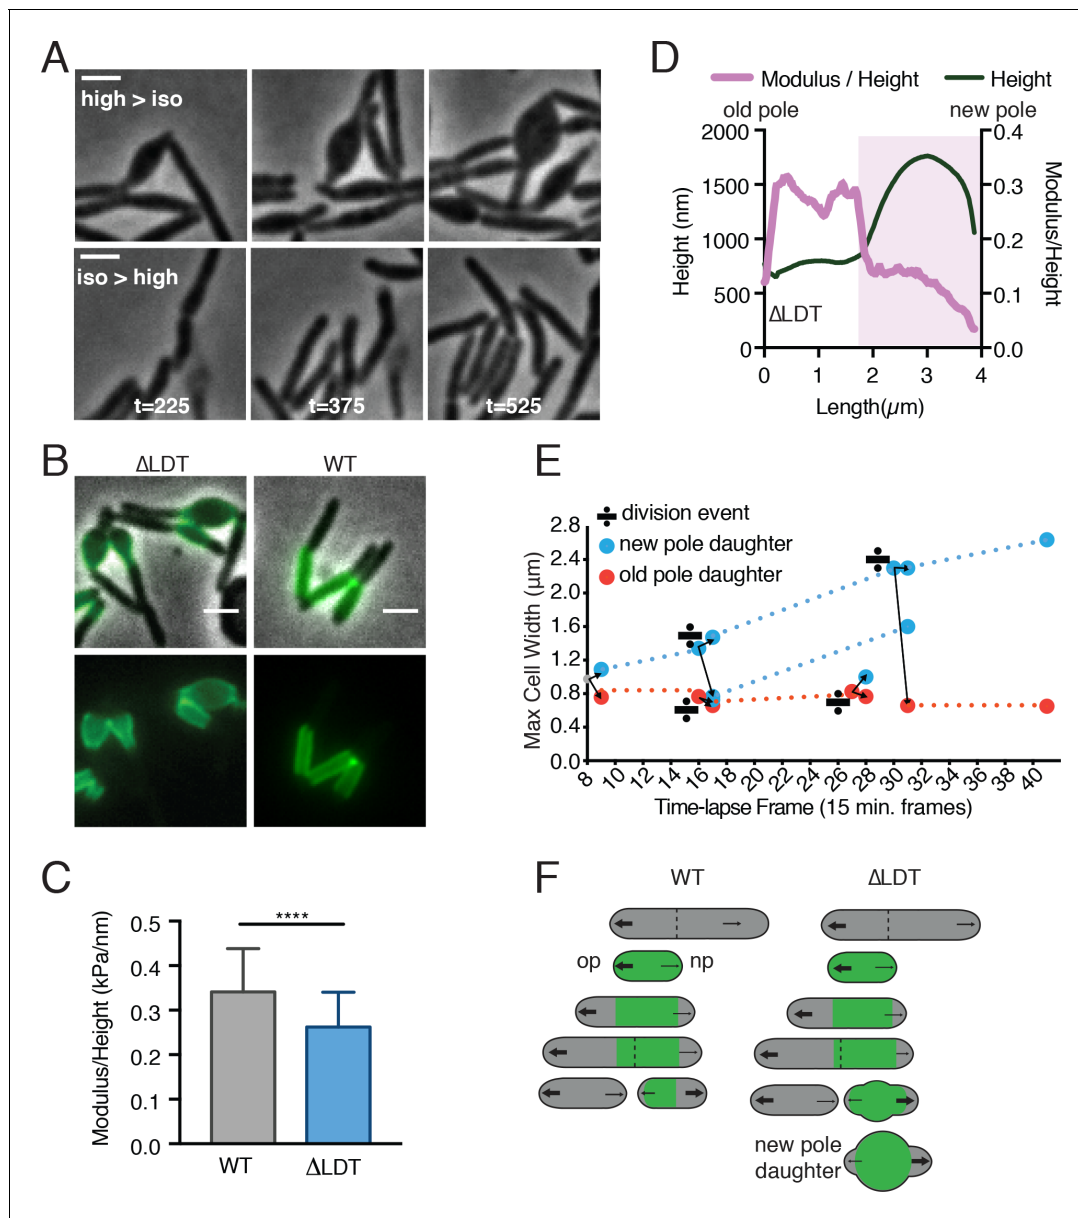 A
high > iso
iso > high
t=225
t=375
t=525
B
ΔLDT
WT
C
Modulus/Height (kPa/nm)
0.5
0.4
0.3
0.2
0.1
0.0
****
WT
ΔLDT
D
Modulus / Height
Height
old pole
new pole
Height (nm)
2000
1500
1000
500
0
0.4
0.3
0.2
0.1
0.0
Modulus/Height
ΔLDT
0 1 2 3 4
Length(µm)
E
division event
new pole daughter
old pole daughter
Max Cell Width (µm)
2.8
2.4
2.0
1.6
1.2
0.8
0.4
0.0
8 10 12 14 16 18 20 22 24 26 28 30 32 34 36 38 40
Time-lapse Frame (15 min. frames)
F
WT
ΔLDT
op
np
new pole
daughter